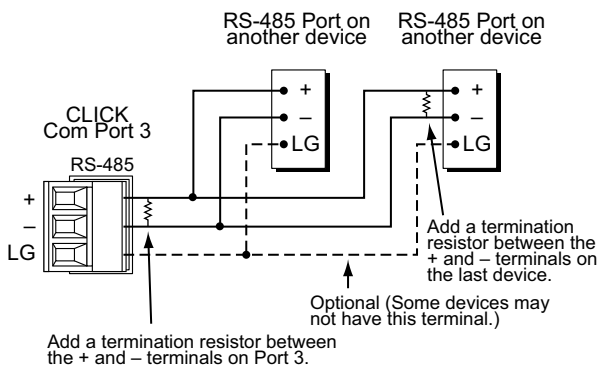 RS-485 Port on
another device
RS-485 Port on
another device
+
–
LG
+
–
LG
CLICK
Com Port 3
RS-485
+
–
LG
Add a termination
resistor between the
+ and – terminals on
the last device.
Optional (Some devices may
not have this terminal.)
Add a termination resistor between
the + and – terminals on Port 3.